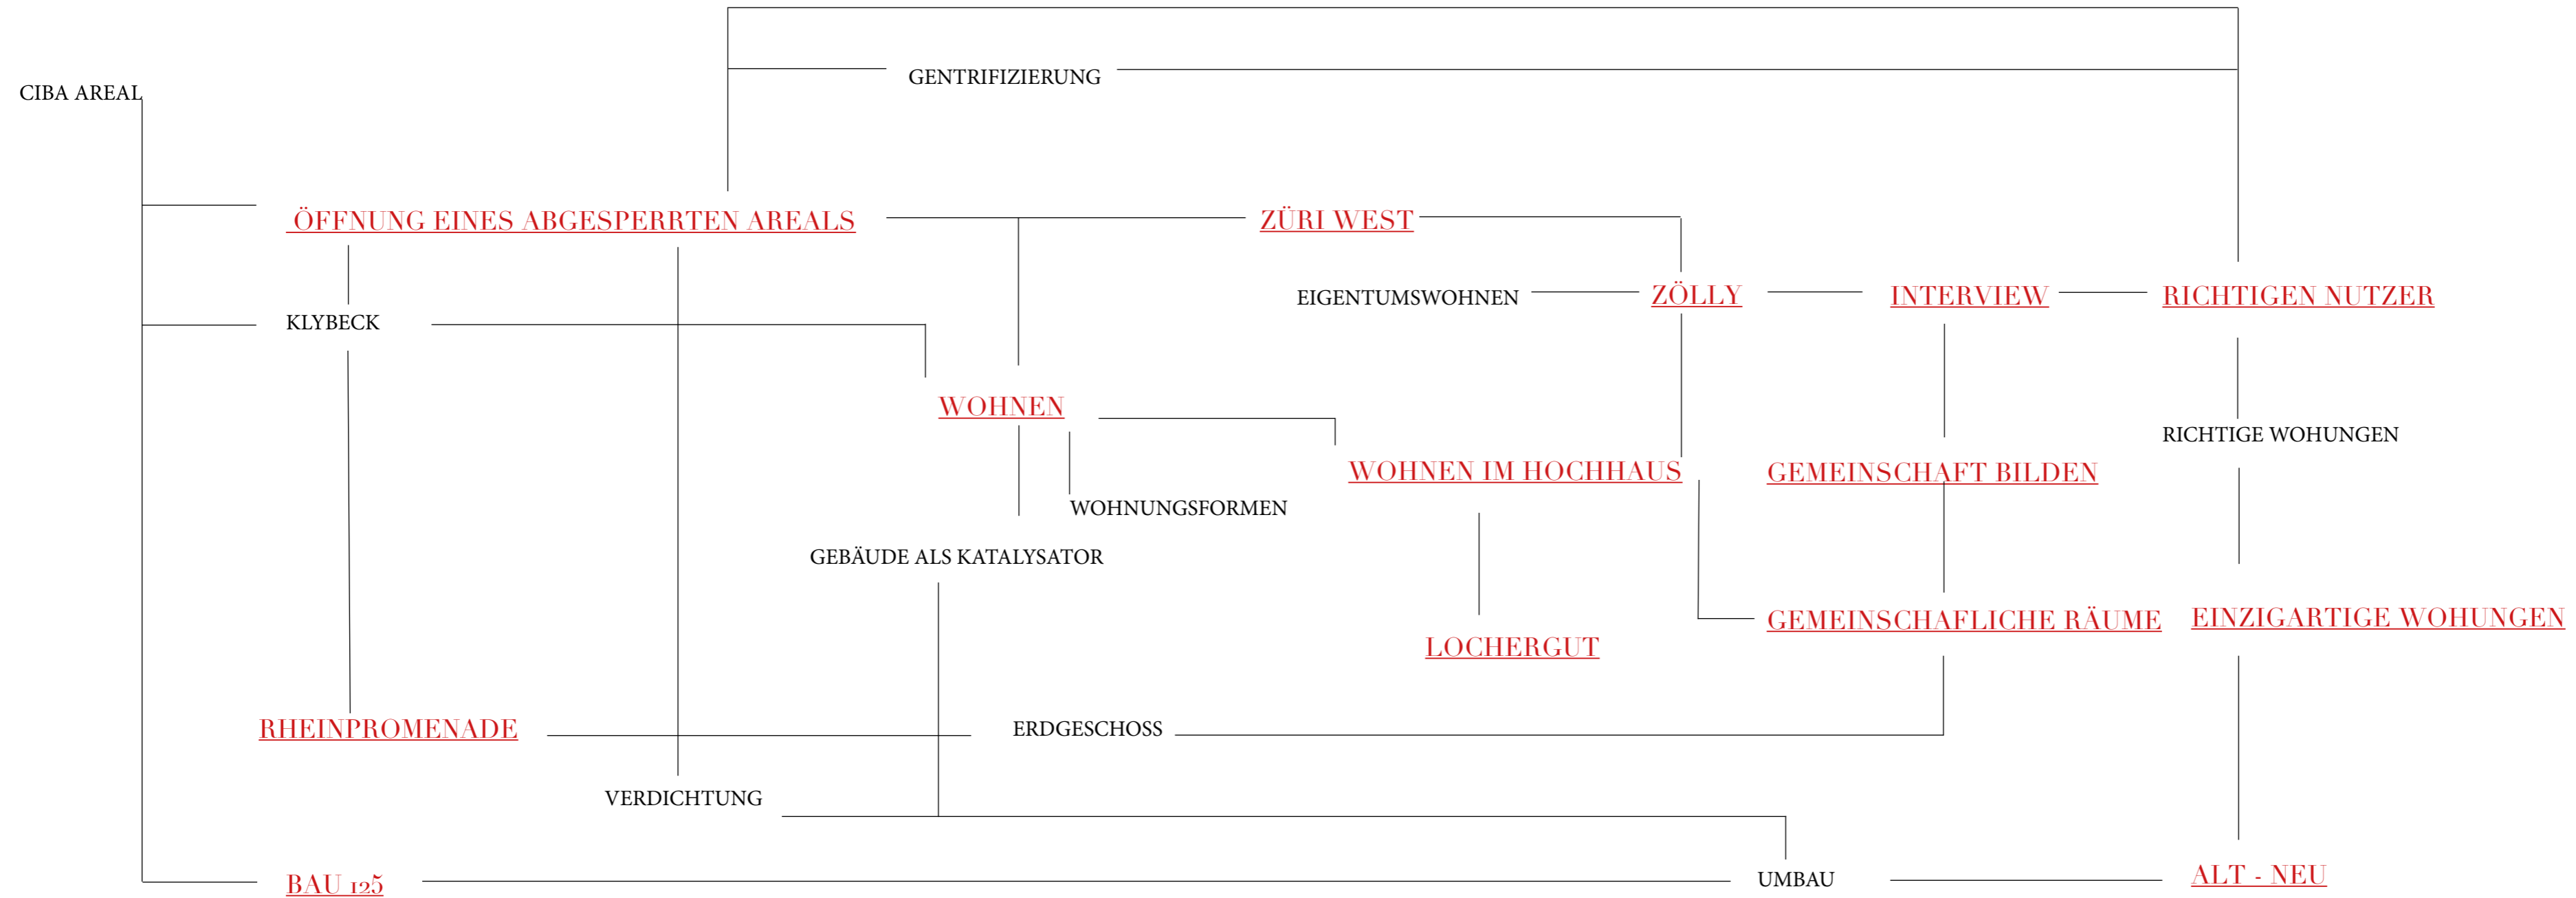 GENTRIFIZIERUNG
CIBA AREAL
ÖFFNUNG EINES ABGESPERRTEN AREALS
ZÜRI WEST
EIGENTUMSWOHNEN
ZÖLLY
INTERVIEW
RICHTIGEN NUTZER
KLYBECK
WOHNEN
RICHTIGE WOHUNGEN
WOHNEN IM HOCHHAUS
GEMEINSCHAFT BILDEN
WOHNUNGSFORMEN
GEBÄUDE ALS KATALYSATOR
GEMEINSCHAFLICHE RÄUME
EINZIGARTIGE WOHUNGEN
LOCHERGUT
RHEINPROMENADE
ERDGESCHOSS
VERDICHTUNG
BAU 125
UMBAU
ALT - NEU